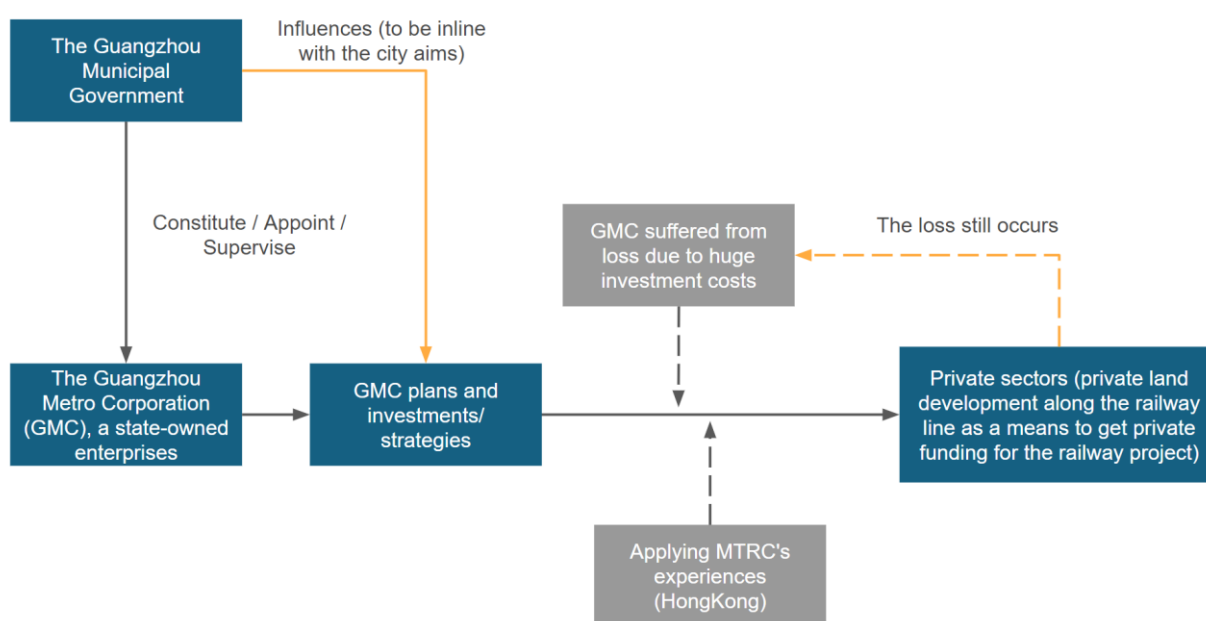 The Guangzhou
Municipal
Government
Influences (to be inline
with the city aims)
Constitute / Appoint /
Supervise
GMC suffered from
loss due to huge
investment costs
The loss still occurs
The Guangzhou
Metro Corporation
(GMC), a state-owned
enterprises
GMC plans and
investments/
strategies
Private sectors (private land
development along the railway
line as a means to get private
funding for the railway project)
Applying MTRC's
experiences
(HongKong)